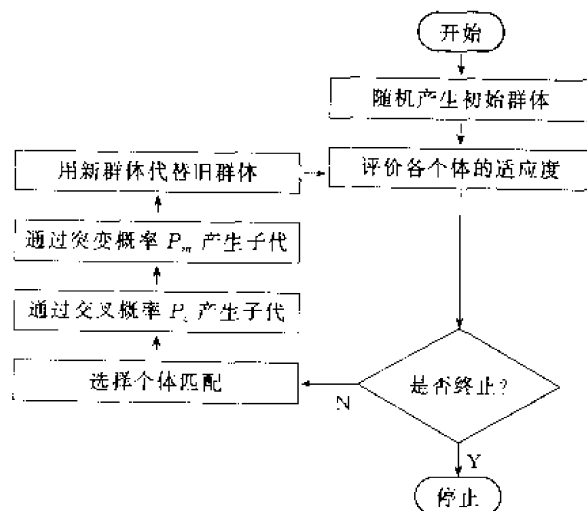 开始
随机产生初始群体
评价各个体的适应度
用新群体代替旧群体
通过突变概率 Pm 产生子代
通过交叉概率 Pc 产生子代
选择个体匹配
N
是否终止?
Y
停止